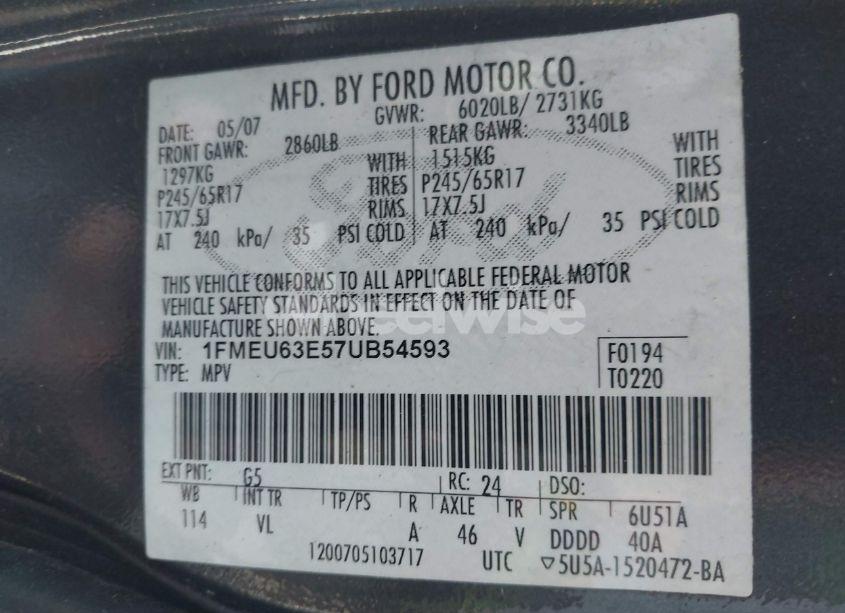 MFD. BY FORD MOTOR CO.
DATE: 05/07 GVWR: 6020LB/ 2731KG
FRONT GAWR: 2860LB REAR GAWR: 3340LB
1297KG WITH 1515KG WITH
P245/65R17 TIRES P245/65R17 TIRES
17X7.5J RIMS 17X7.5J RIMS
AT 240 kPa/ 35 PSI COLD AT 240 kPa/ 35 PSI COLD
Ford
THIS VEHICLE CONFORMS TO ALL APPLICABLE FEDERAL MOTOR
VEHICLE SAFETY STANDARDS IN EFFECT ON THE DATE OF
MANUFACTURE SHOWN ABOVE.
VIN: 1FMEU63E57UB54593 F0194
TYPE: MPV T0220
EXT PNT: G5 RC: 24 DSO:
WB INT TR TP/PS R AXLE TR SPR 6U51A
114 VL A 46 V DDDD 40A
1200705103717 UTC ▽5U5A-1520472-BA